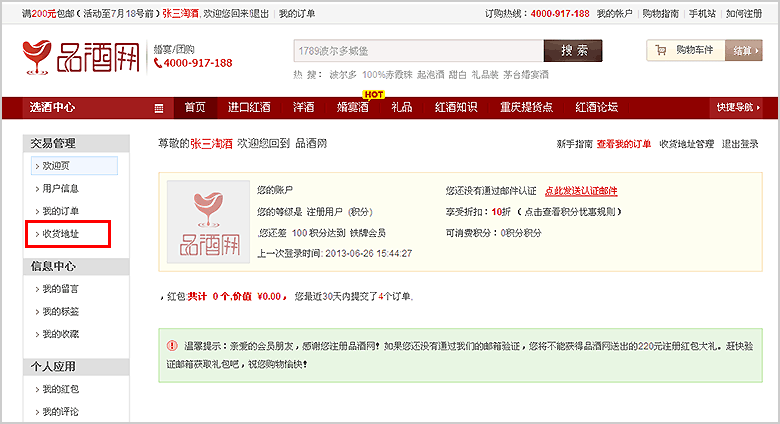 满200元包邮（活动至7月18号前）张三淘酒, 欢迎您回来!退出 | 我的订单
订购热线：4000-917-188 我的帐户 | 购物指南 | 手机站 | 如何注册
品酒网 婚宴/团购
4000-917-188
1789波尔多城堡 搜 索
购物车件 结算
热 搜： 波尔多 100%赤霞珠 起泡酒 甜白 礼品装 茅台婚宴酒
HOT
选酒中心 首页 进口红酒 洋酒 婚宴酒 礼品 红酒知识 重庆提货点 红酒论坛 快捷导航
交易管理
> 欢迎页
> 用户信息
> 我的订单
> 收货地址
信息中心
> 我的留言
> 我的标签
> 我的收藏
个人应用
> 我的红包
> 我的评论
尊敬的张三淘酒 欢迎您回到 品酒网
新手指南 查看我的订单 收货地址管理 退出登录
品酒网
您的账户
您还没有通过邮件认证 点此发送认证邮件
您的等级是 注册用户 (积分)
享受折扣：10折 （点击查看积分优惠规则）
,您还差 100积分达到 铁牌会员
可消费积分：0积分积分
上一次登录时间: 2013-06-26 15:44:27
，红包:共计 0 个,价值 ¥0.00， 您最近30天内提交了4个订单.
温馨提示：亲爱的会员朋友，感谢您注册品酒网！如果您还没有通过我们的邮箱验证，您将不能获得品酒网送出的220元注册红包大礼。赶快验
证邮箱获取礼包吧，祝您购物愉快！